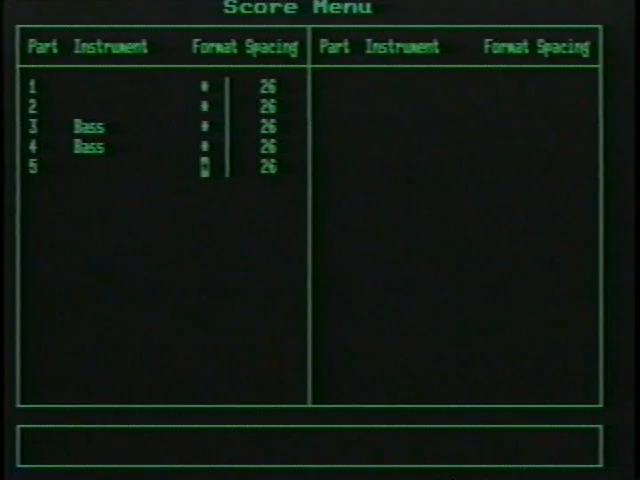 Score Menu
Part Instrument Format Spacing Part Instrument Format Spacing
1 * 26
2 * 26
3 Bass * 26
4 Bass * 26
5 * 26